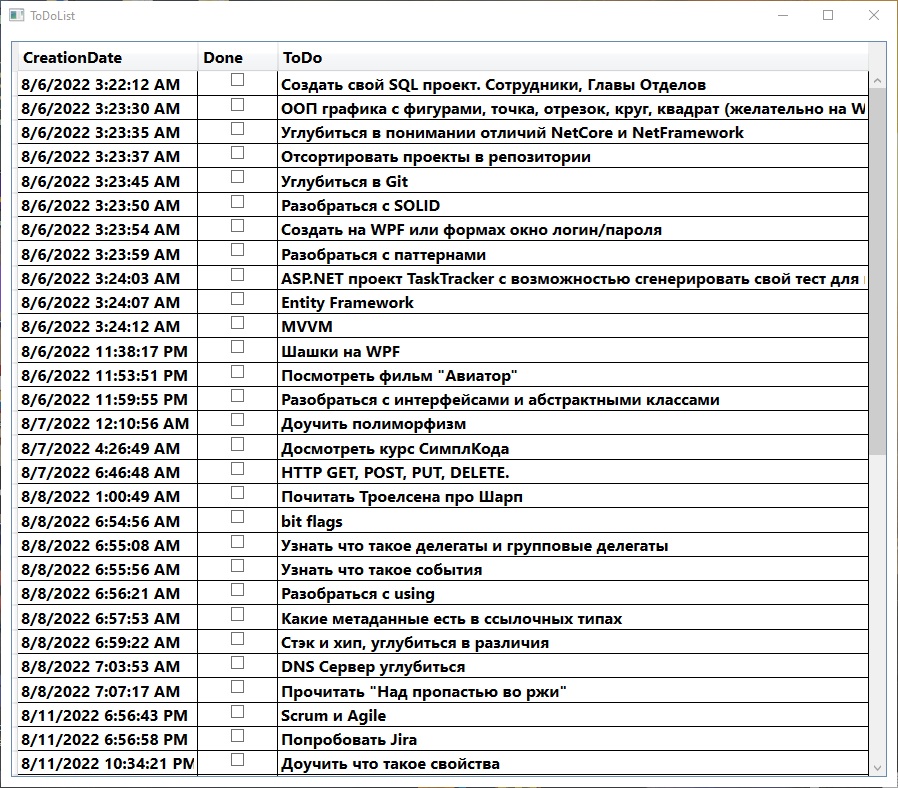 ToDoList
CreationDate Done ToDo
8/6/2022 3:22:12 AM Создать свой SQL проект. Сотрудники, Главы Отделов
8/6/2022 3:23:30 AM ООП графика с фигурами, точка, отрезок, круг, квадрат (желательно на W
8/6/2022 3:23:35 AM Углубиться в понимании отличий NetCore и NetFramework
8/6/2022 3:23:37 AM Отсортировать проекты в репозитории
8/6/2022 3:23:45 AM Углубиться в Git
8/6/2022 3:23:50 AM Разобраться с SOLID
8/6/2022 3:23:54 AM Создать на WPF или формах окно логин/пароля
8/6/2022 3:23:59 AM Разобраться с паттернами
8/6/2022 3:24:03 AM ASP.NET проект TaskTracker с возможностью сгенерировать свой тест для
8/6/2022 3:24:07 AM Entity Framework
8/6/2022 3:24:12 AM MVVM
8/6/2022 11:38:17 PM Шашки на WPF
8/6/2022 11:53:51 PM Посмотреть фильм "Авиатор"
8/6/2022 11:59:55 PM Разобраться с интерфейсами и абстрактными классами
8/7/2022 12:10:56 AM Доучить полиморфизм
8/7/2022 4:26:49 AM Досмотреть курс СимплКода
8/7/2022 6:46:48 AM HTTP GET, POST, PUT, DELETE.
8/8/2022 1:00:49 AM Почитать Троелсена про Шарп
8/8/2022 6:54:56 AM bit flags
8/8/2022 6:55:08 AM Узнать что такое делегаты и групповые делегаты
8/8/2022 6:55:56 AM Узнать что такое события
8/8/2022 6:56:21 AM Разобраться с using
8/8/2022 6:57:53 AM Какие метаданные есть в ссылочных типах
8/8/2022 6:59:22 AM Стэк и хип, углубиться в различия
8/8/2022 7:03:53 AM DNS Сервер углубиться
8/8/2022 7:07:17 AM Прочитать "Над пропастью во ржи"
8/11/2022 6:56:43 PM Scrum и Agile
8/11/2022 6:56:58 PM Попробовать Jira
8/11/2022 10:34:21 PM Доучить что такое свойства